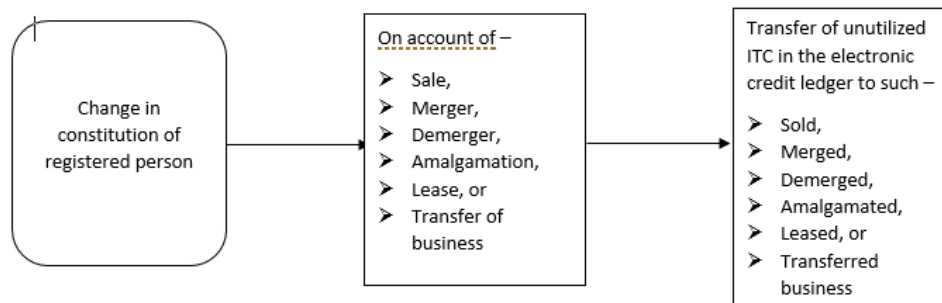 Change in
constitution of
registered person
On account of –
➢ Sale,
➢ Merger,
➢ Demerger,
➢ Amalgamation,
➢ Lease, or
➢ Transfer of
business
Transfer of unutilized
ITC in the electronic
credit ledger to such –
➢ Sold,
➢ Merged,
➢ Demerged,
➢ Amalgamated,
➢ Leased, or
➢ Transferred
business